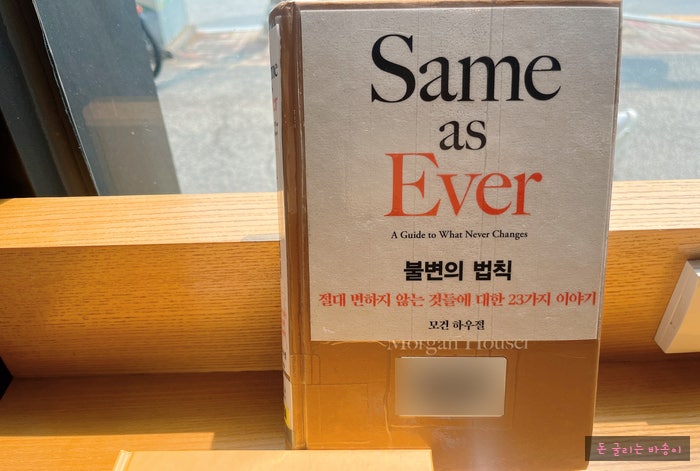 Same
as
Ever
A Guide to What Never Changes
불변의 법칙
절대 변하지 않는 것들에 대한 23가지 이야기
모건 하우절
Morgan Housel
돈 굴리는 바송이